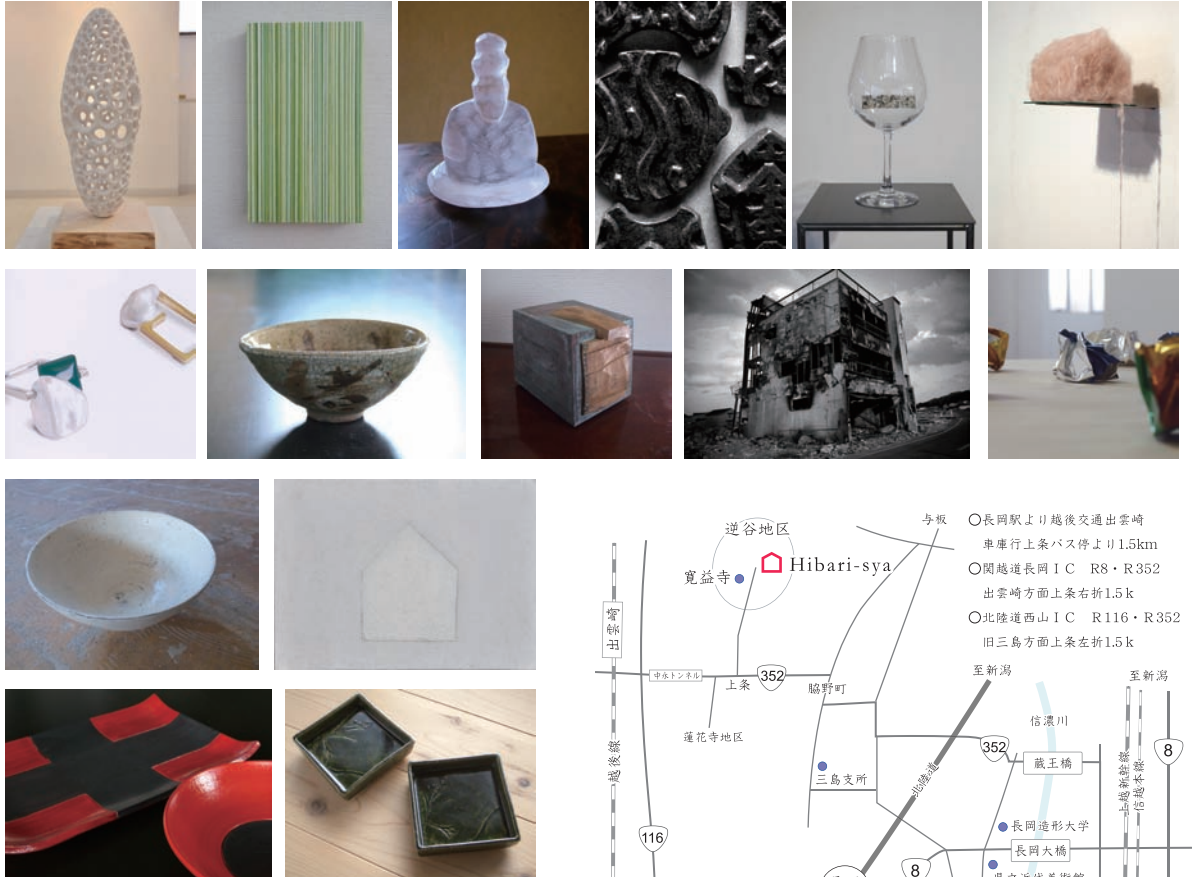 与板
○長岡駅より越後交通出雲崎
車庫行上条バス停より1.5km
○関越道長岡IC R8・R352
出雲崎方面上条右折1.5k
○北陸道西山IC R116・R352
旧三島方面上条左折1.5k
逆谷地区
Hibari-sya
寛益寺
出雲崎
中永トンネル
上条
352
脇野町
至新潟
至新潟
信濃川
蓮花寺地区
352
8
蔵王橋
越後線
三島支所
北陸道
上越新幹線
信越本線
116
長岡造形大学
長岡大橋
8
県立近代美術館